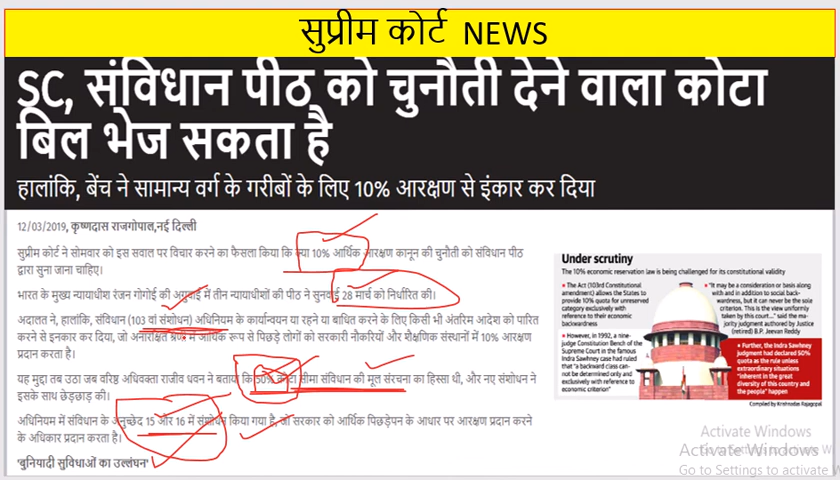 सुप्रीम कोर्ट NEWS
SC, संविधान पीठ को चुनौती देने वाला कोटा
बिल भेज सकता है
हालांकि, बेंच ने सामान्य वर्ग के गरीबों के लिए 10% आरक्षण से इंकार कर दिया
12/03/2019, कृष्णदास राजगोपाल,नई दिल्ली
सुप्रीम कोर्ट ने सोमवार को इस सवाल पर विचार करने का फैसला किया कि क्या 10% आर्थिक आरक्षण कानून की चुनौती को संविधान पीठ
द्वारा सुना जाना चाहिए।
भारत के मुख्य न्यायाधीश रंजन गोगोई की अगुवाई में तीन न्यायाधीशों की पीठ ने सुनवाई 28 मार्च को निर्धारित की।
अदालत ने, हालांकि, संविधान (103 वां संशोधन) अधिनियम के कार्यान्वयन या रहने या बाधित करने के लिए किसी भी अंतरिम आदेश को पारित
करने से इनकार कर दिया, जो अनारक्षित श्रेणी में आर्थिक रूप से पिछड़े लोगों को सरकारी नौकरियों और शैक्षणिक संस्थानों में 10% आरक्षण
प्रदान करता है।
यह मुद्दा तब उठा जब वरिष्ठ अधिवक्ता राजीव धवन ने बताया कि 50% कोटा सीमा संविधान की मूल संरचना का हिस्सा थी, और नए संशोधन ने
इसके साथ छेड़छाड़ की।
अधिनियम में संविधान के अनुच्छेद 15 और 16 में संशोधन किया गया है, जो सरकार को आर्थिक पिछड़ेपन के आधार पर आरक्षण प्रदान करने
के अधिकार प्रदान करता है।
'बुनियादी सुविधाओं का उल्लंघन'
Under scrutiny
The 10% economic reservation law is being challenged for its constitutional validity
■ The Act (103rd Constitutional
amendment) allows the States to
provide 10% quota for unreserved
category exclusively with
reference to their economic
backwardness
■ However, in 1992, a nine-
judge Constitution Bench of the
Supreme Court in the famous
Indra Sawhney case had ruled
that "a backward class can-
not be determined only and
exclusively with reference to
economic criterion"
■ "It may be a consideration or basis along
with and in addition to social back-
wardness, but it can never be the sole
criterion. This is the view uniformly
taken by this court..." said the ma-
jority judgment authored by Justice
(retired) B.P. Jeevan Reddy
■ Further, the Indra Sawhney
judgment had declared 50%
quota as the rule unless
extraordinary situations
"inherent in the great
diversity of this country and
the people" happen
Compiled by Krishnadas Rajagopal
Activate Windows
Activate Windows
Go to Settings to activate W